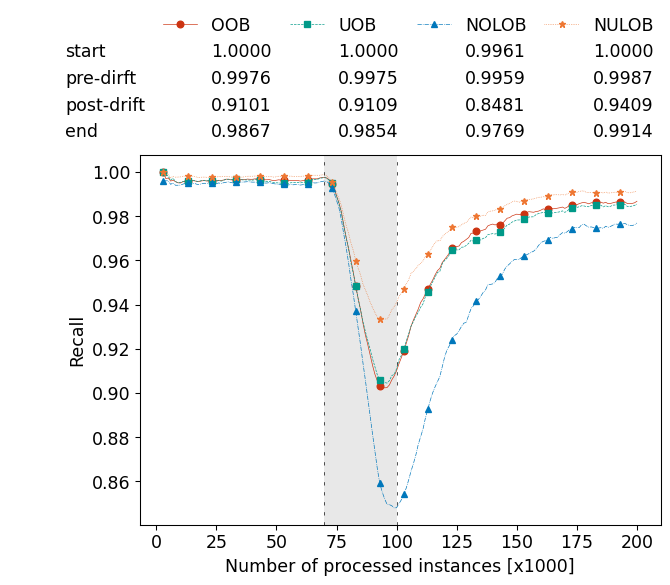 OOB UOB NOLOB NULOB
start 1.0000 1.0000 0.9961 1.0000
pre-dirft 0.9976 0.9975 0.9959 0.9987
post-drift 0.9101 0.9109 0.8481 0.9409
end 0.9867 0.9854 0.9769 0.9914
1.00
0.98
0.96
0.94
0.92
0.90
0.88
0.86
Recall
0 25 50 75 100 125 150 175 200
Number of processed instances [x1000]